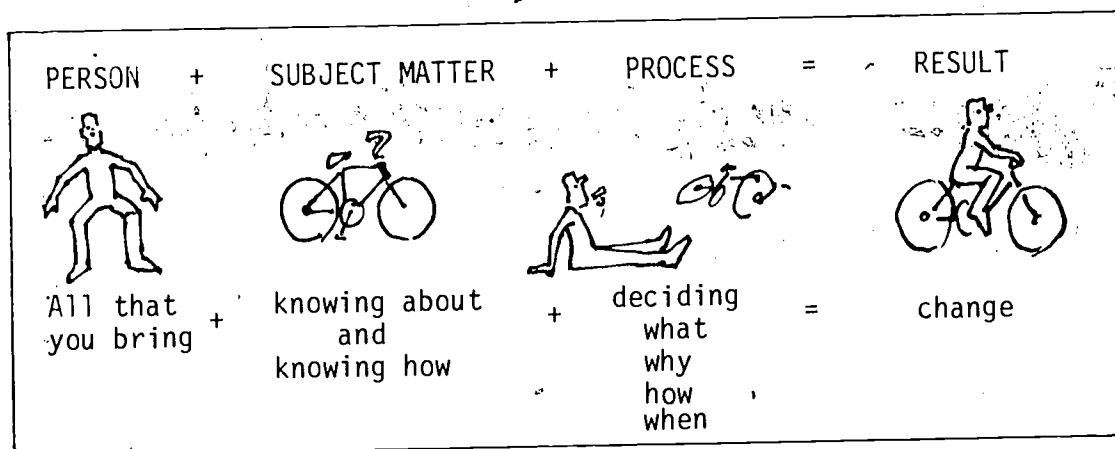 PERSON + SUBJECT MATTER + PROCESS = RESULT
All that + knowing about + deciding = change
you bring and what
knowing how why
how
when